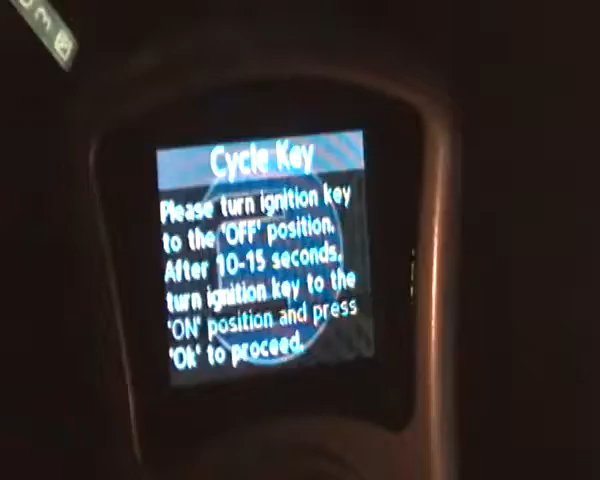 Cycle Key
Please turn ignition key
to the 'OFF' position.
After 10-15 seconds.
turn ignition key to the
'ON' position and press
'Ok' to proceed.